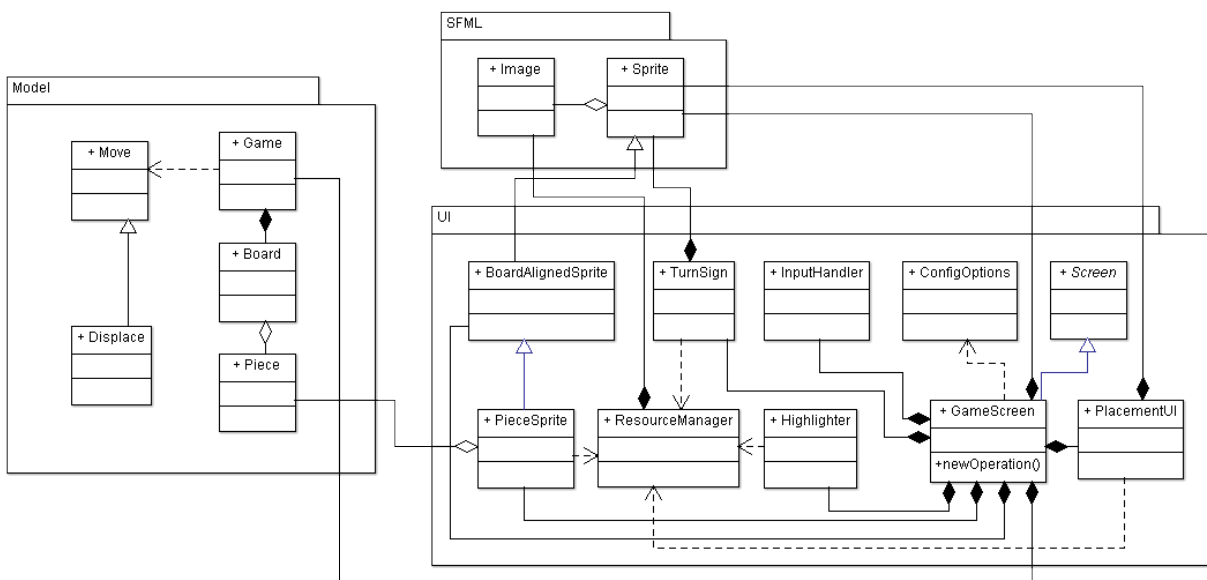 SFML
+ Image
+ Sprite
Model
+ Move
+ Game
+ Board
+ Displace
+ Piece
UI
+ BoardAlignedSprite
+ TurnSign
+ InputHandler
+ ConfigOptions
+ Screen
+ PieceSprite
+ ResourceManager
+ Highlighter
+ GameScreen
+newOperation()
+ PlacementUI